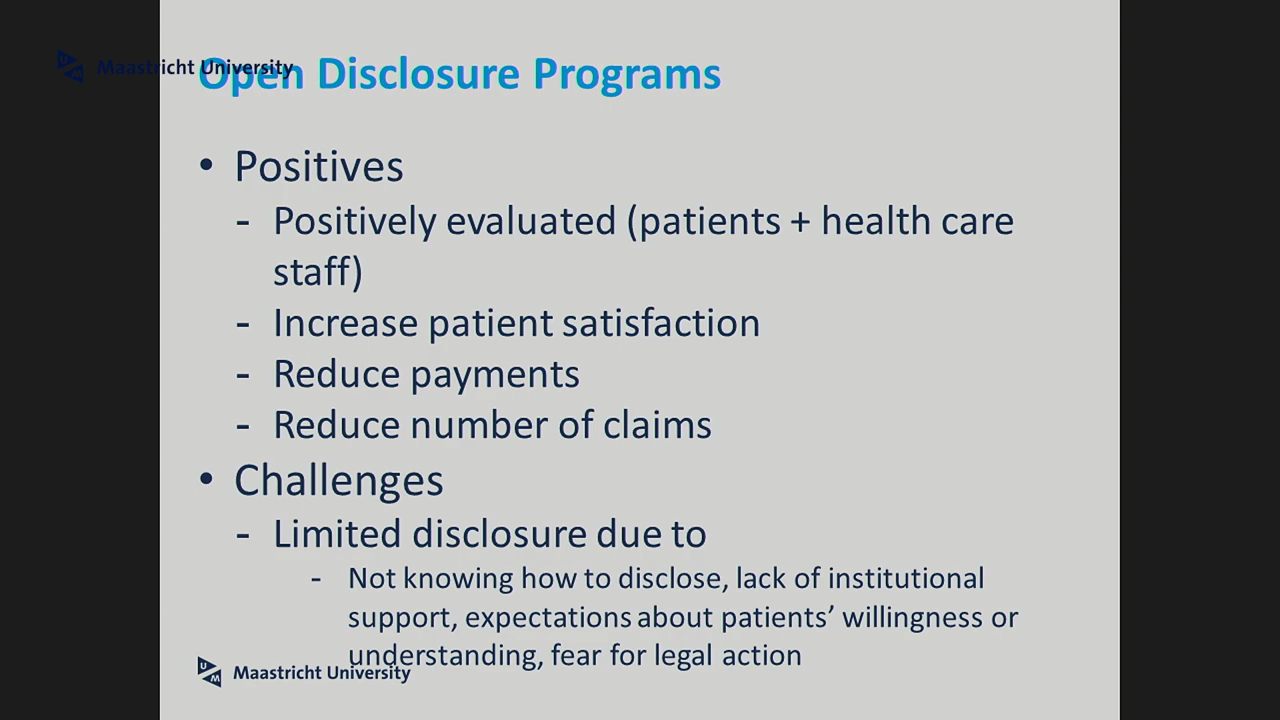 Maastricht University
Open Disclosure Programs
• Positives
- Positively evaluated (patients + health care
staff)
- Increase patient satisfaction
- Reduce payments
- Reduce number of claims
• Challenges
- Limited disclosure due to
- Not knowing how to disclose, lack of institutional
support, expectations about patients’ willingness or
understanding, fear for legal action
Maastricht University